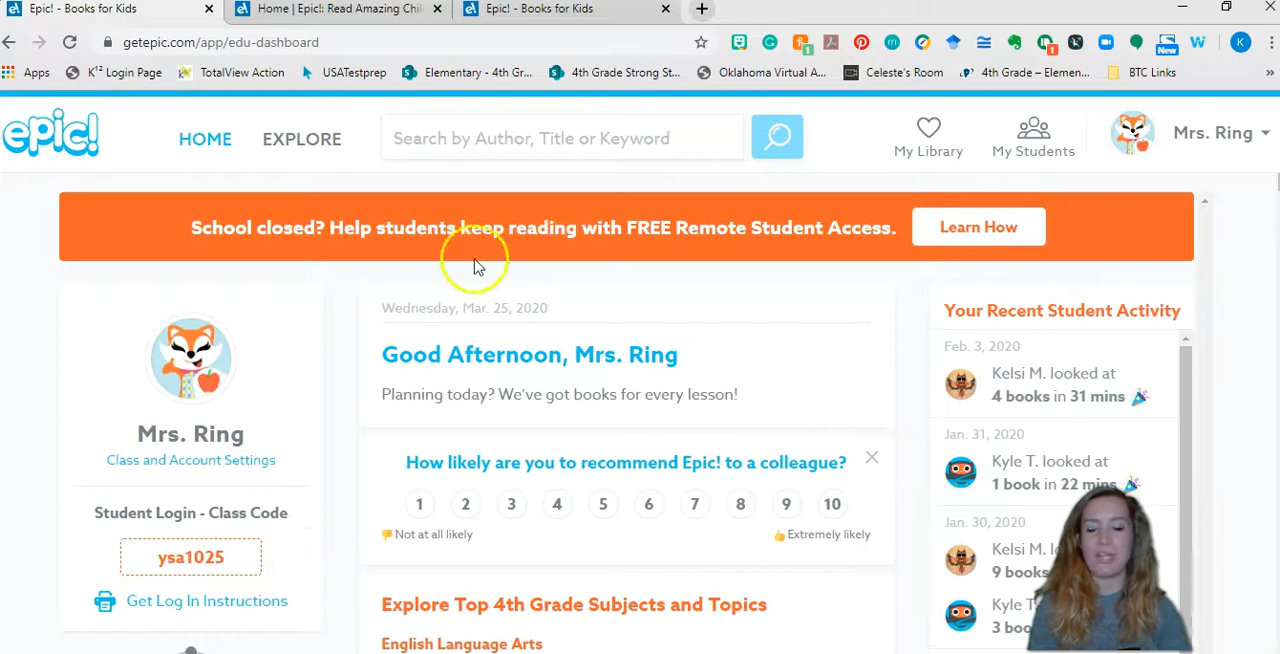 Epic! - Books for Kids
Home | Epic!: Read Amazing Chil
Epic! - Books for Kids
getepic.com/app/edu-dashboard
Apps
K¹² Login Page
TotalView Action
USATestprep
Elementary - 4th Gr...
4th Grade Strong St...
Oklahoma Virtual A...
Celeste's Room
4th Grade – Elemen...
BTC Links
New
K
epic!
HOME
EXPLORE
Search by Author, Title or Keyword
My Library
My Students
Mrs. Ring
School closed? Help students keep reading with FREE Remote Student Access.
Learn How
Mrs. Ring
Class and Account Settings
Student Login - Class Code
ysa1025
Get Log In Instructions
Wednesday, Mar. 25, 2020
Good Afternoon, Mrs. Ring
Planning today? We've got books for every lesson!
How likely are you to recommend Epic! to a colleague?
1 2 3 4 5 6 7 8 9 10
Not at all likely
Extremely likely
Explore Top 4th Grade Subjects and Topics
English Language Arts
Your Recent Student Activity
Feb. 3, 2020
Kelsi M. looked at
4 books in 31 mins
Jan. 31, 2020
Kyle T. looked at
1 book in 22 mins
Jan. 30, 2020
Kelsi M. lo
9 books
Kyle T.
3 bo